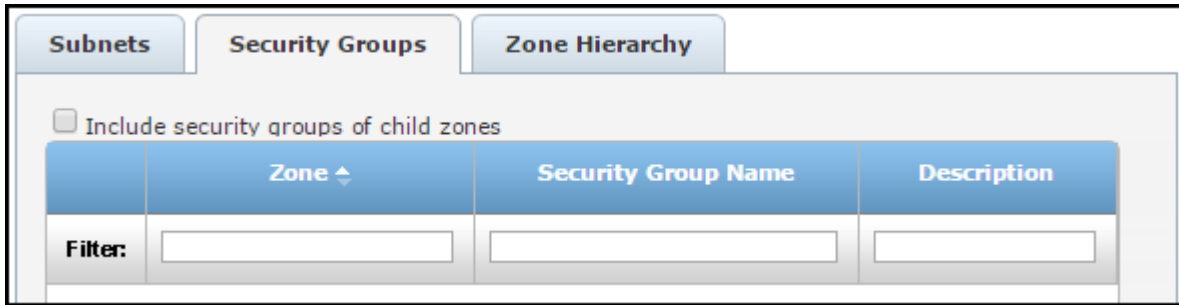 Subnets Security Groups Zone Hierarchy
Include security groups of child zones
Zone Security Group Name Description
Filter: